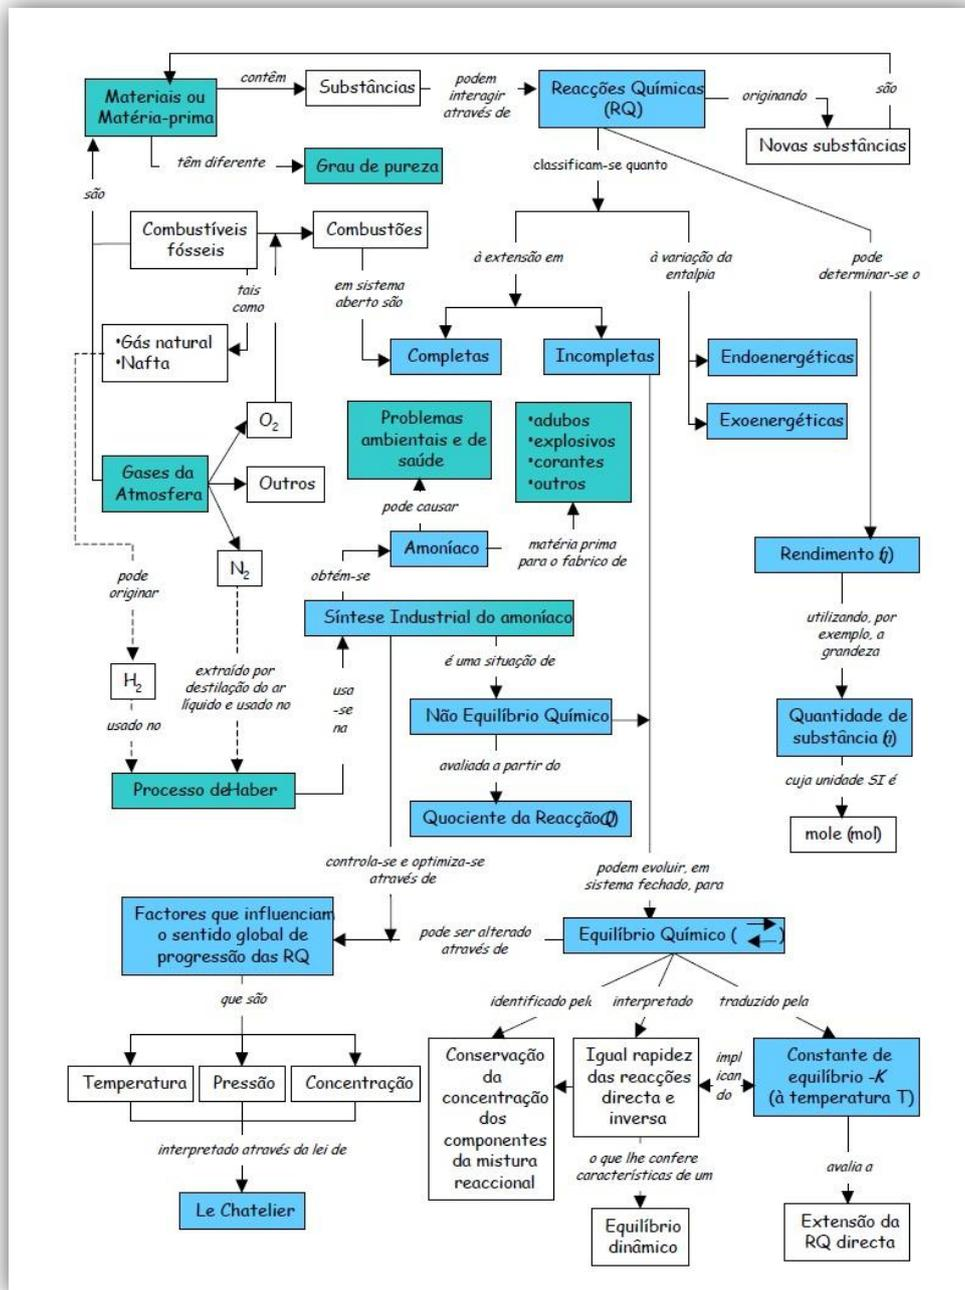 contêm
Substâncias
podem
interagir
através de
Reacções Químicas
(RQ)
originando
são
Materiais ou
Matéria-prima
Novas substâncias
têm diferente
Grau de pureza
classificam-se quanto
são
Combustíveis
fósseis
Combustões
à extensão em
à variação da
entalpia
pode
determinar-se o
tais
como
em sistema
aberto são
•Gás natural
•Nafta
Completas
Incompletas
Endoenergéticas
Exoenergéticas
O2
Problemas
ambientais e de
saúde
•adubos
•explosivos
•corantes
•outros
Gases da
Atmosfera
Outros
pode causar
N2
Amoníaco
matéria prima
para o fabrico de
Rendimento (η)
pode
originar
obtém-se
Síntese Industrial do amoníaco
utilizando, por
exemplo, a
grandeza
é uma situação de
H2
extraído por
destilação do ar
líquido e usado no
usa
-se
na
usado no
Não Equilíbrio Químico
Quantidade de
substância (n)
avaliada a partir do
cuja unidade SI é
Processo de Haber
Quociente da Reacção (Q)
mole (mol)
controla-se e optimiza-se
através de
podem evoluir, em
sistema fechado, para
Factores que influenciam
o sentido global de
progressão das RQ
pode ser alterado
através de
Equilíbrio Químico ( )
que são
identificado pela
interpretado
traduzido pela
Temperatura
Pressão
Concentração
Conservação
da
concentração
dos
componentes
da mistura
reaccional
Igual rapidez
das reacções
directa e
inversa
impl
ican
do
Constante de
equilíbrio -K
(à temperatura T)
interpretado através da lei de
o que lhe confere
características de um
avalia a
Le Chatelier
Equilíbrio
dinâmico
Extensão da
RQ directa